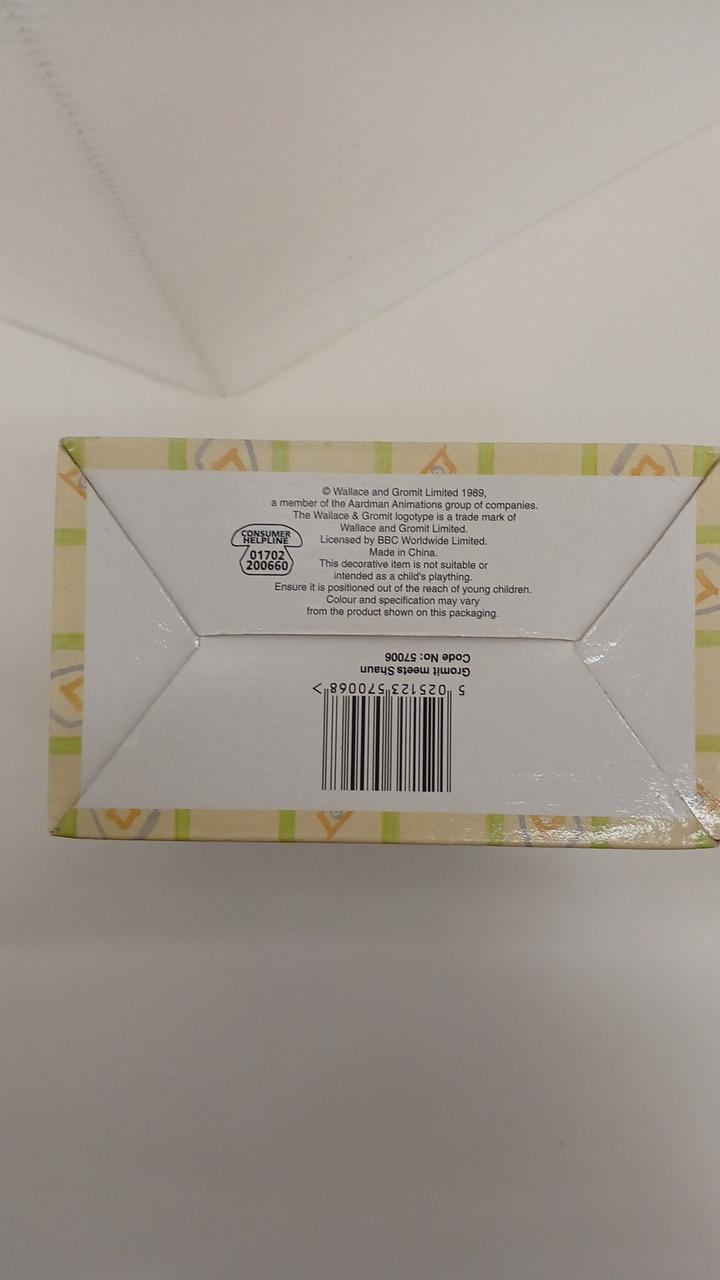 © Wallace and Gromit Limited 1989,
a member of the Aardman Animations group of companies.
The Wallace & Gromit logotype is a trade mark of
Wallace and Gromit Limited.
Licensed by BBC Worldwide Limited.
Made in China.
This decorative item is not suitable or
intended as a child's plaything.
Ensure it is positioned out of the reach of young children.
Colour and specification may vary
from the product shown on this packaging.
CONSUMER
HELPLINE
01702
200660
Gromit meets Shaun
Code No: 57006
5 025123 570068 >